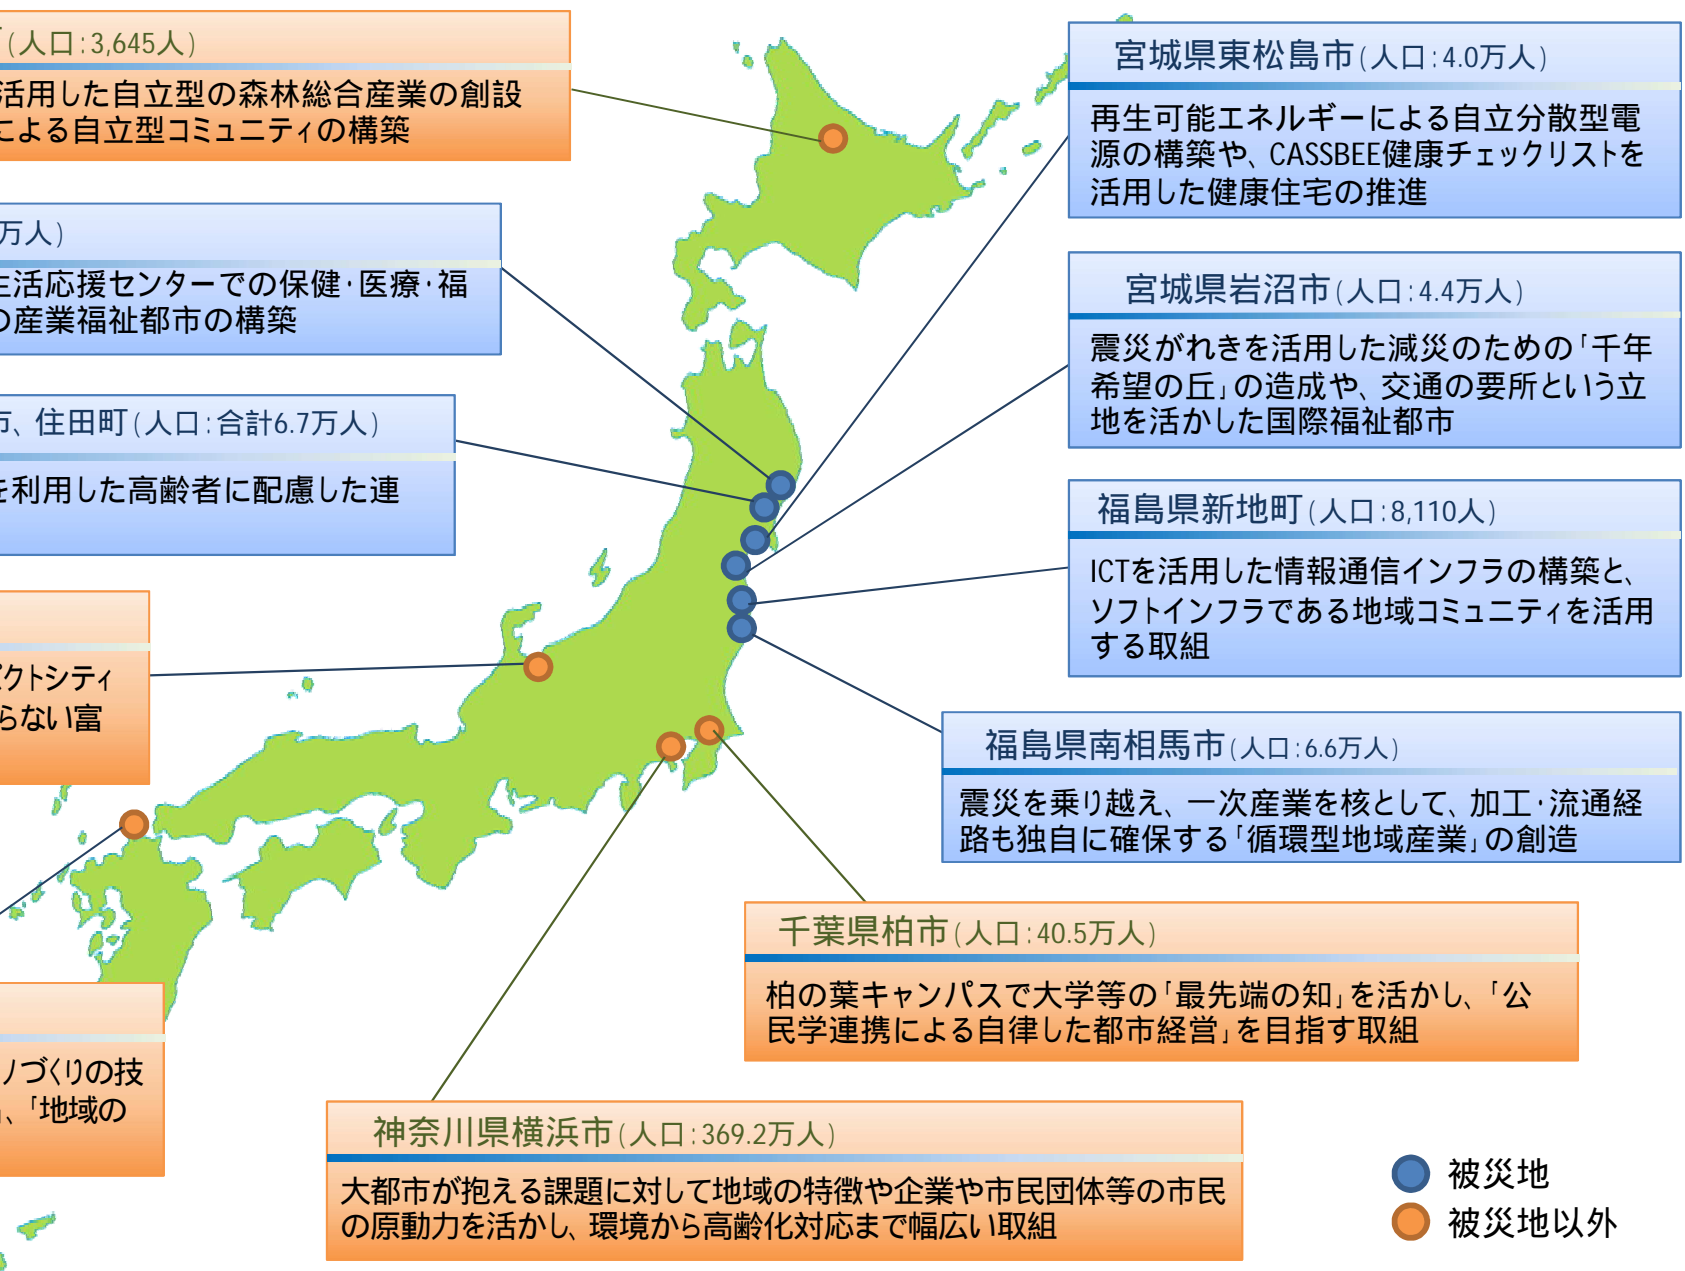 (人口:3,645人)
活用した自立型の森林総合産業の創設
による自立型コミュニティの構築
万人)
生活応援センターでの保健・医療・福
の産業福祉都市の構築
市、住田町(人口:合計6.7万人)
を利用した高齢者に配慮した連
パクトシティ
らない富
ノづくりの技
、「地域の
宮城県東松島市(人口:4.0万人)
再生可能エネルギーによる自立分散型電
源の構築や、CASSBEE健康チェックリストを
活用した健康住宅の推進
宮城県岩沼市(人口:4.4万人)
震災がれきを活用した減災のための「千年
希望の丘」の造成や、交通の要所という立
地を活かした国際福祉都市
福島県新地町(人口:8,110人)
ICTを活用した情報通信インフラの構築と、
ソフトインフラである地域コミュニティを活用
する取組
福島県南相馬市(人口:6.6万人)
震災を乗り越え、一次産業を核として、加工・流通経
路も独自に確保する「循環型地域産業」の創造
千葉県柏市(人口:40.5万人)
柏の葉キャンパスで大学等の「最先端の知」を活かし、「公
民学連携による自律した都市経営」を目指す取組
神奈川県横浜市(人口:369.2万人)
大都市が抱える課題に対して地域の特徴や企業や市民団体等の市民
の原動力を活かし、環境から高齢化対応まで幅広い取組
被災地
被災地以外